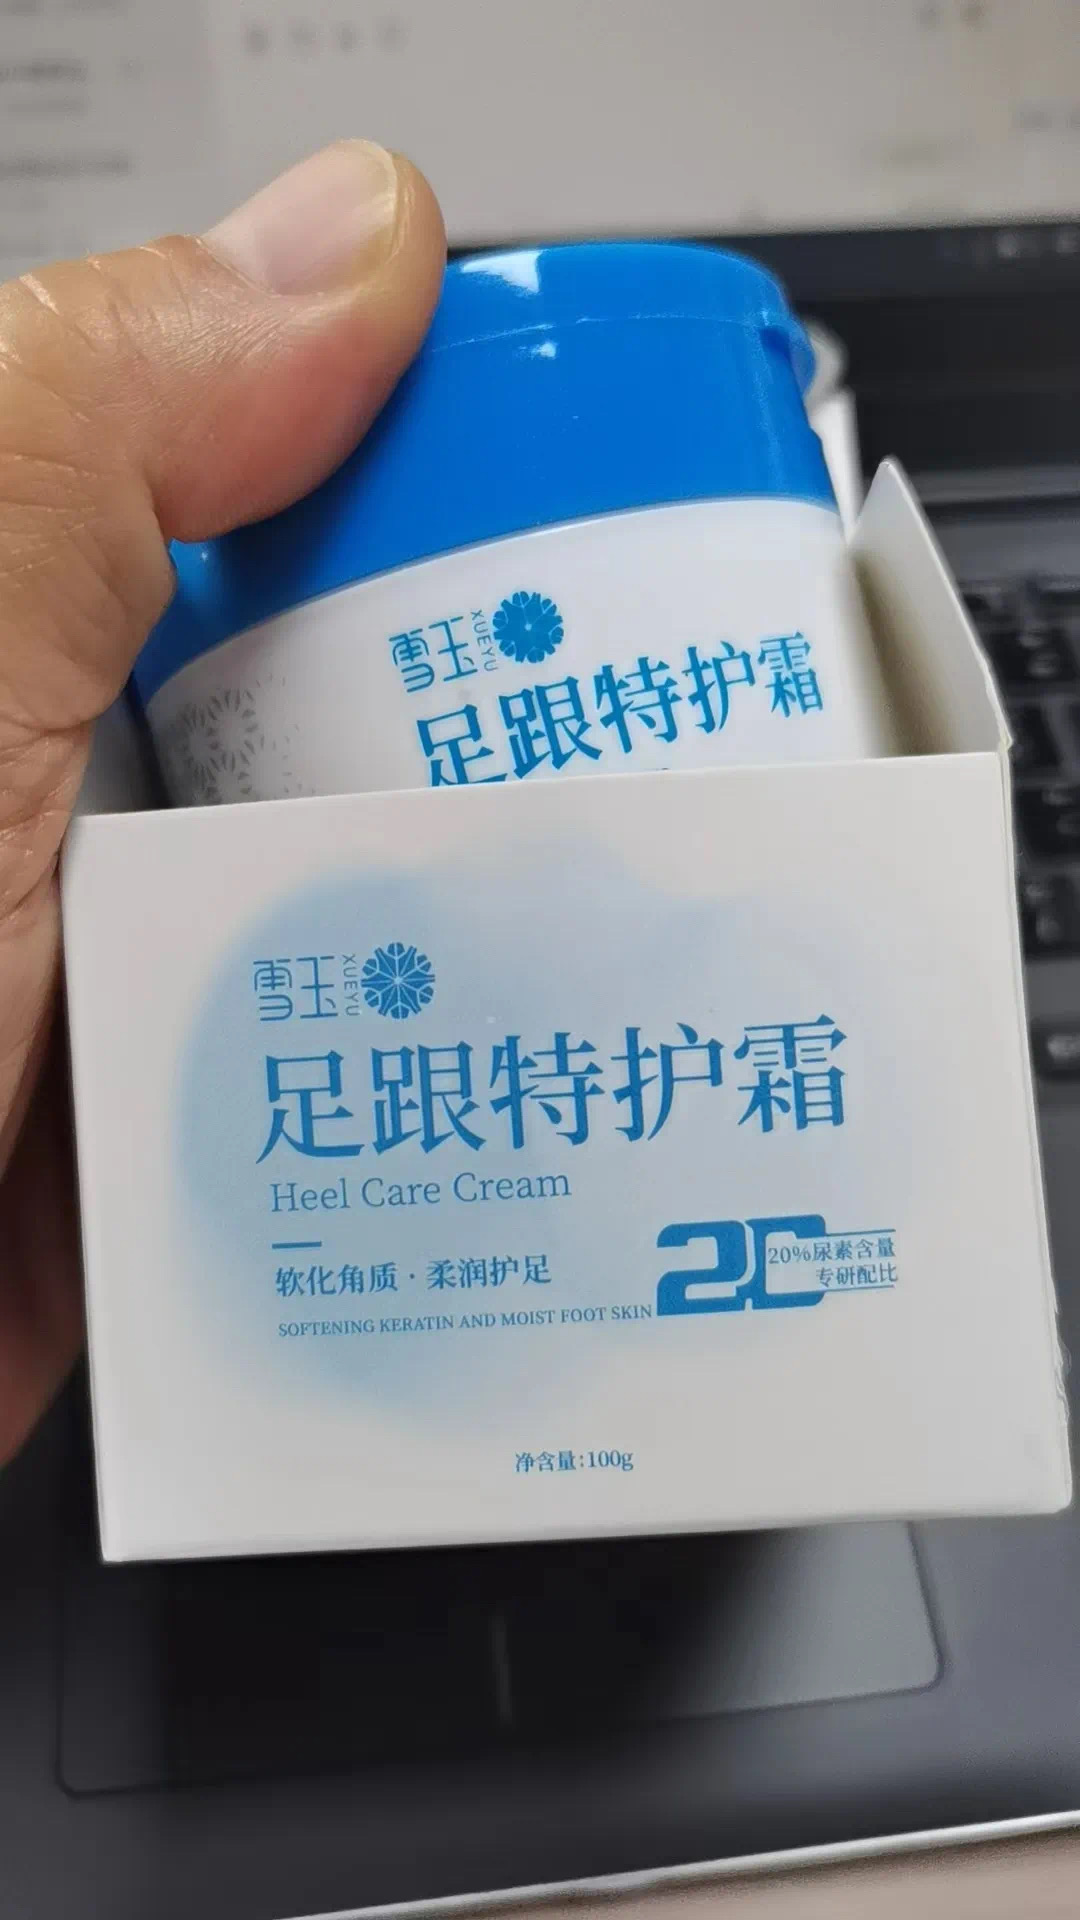 雪玉 XUEYU
足跟特护霜
雪玉 XUEYU
足跟特护霜
Heel Care Cream
软化角质·柔润护足
SOFTENING KERATIN AND MOIST FOOT SKIN
20
20%尿素含量
专研配比
净含量:100g